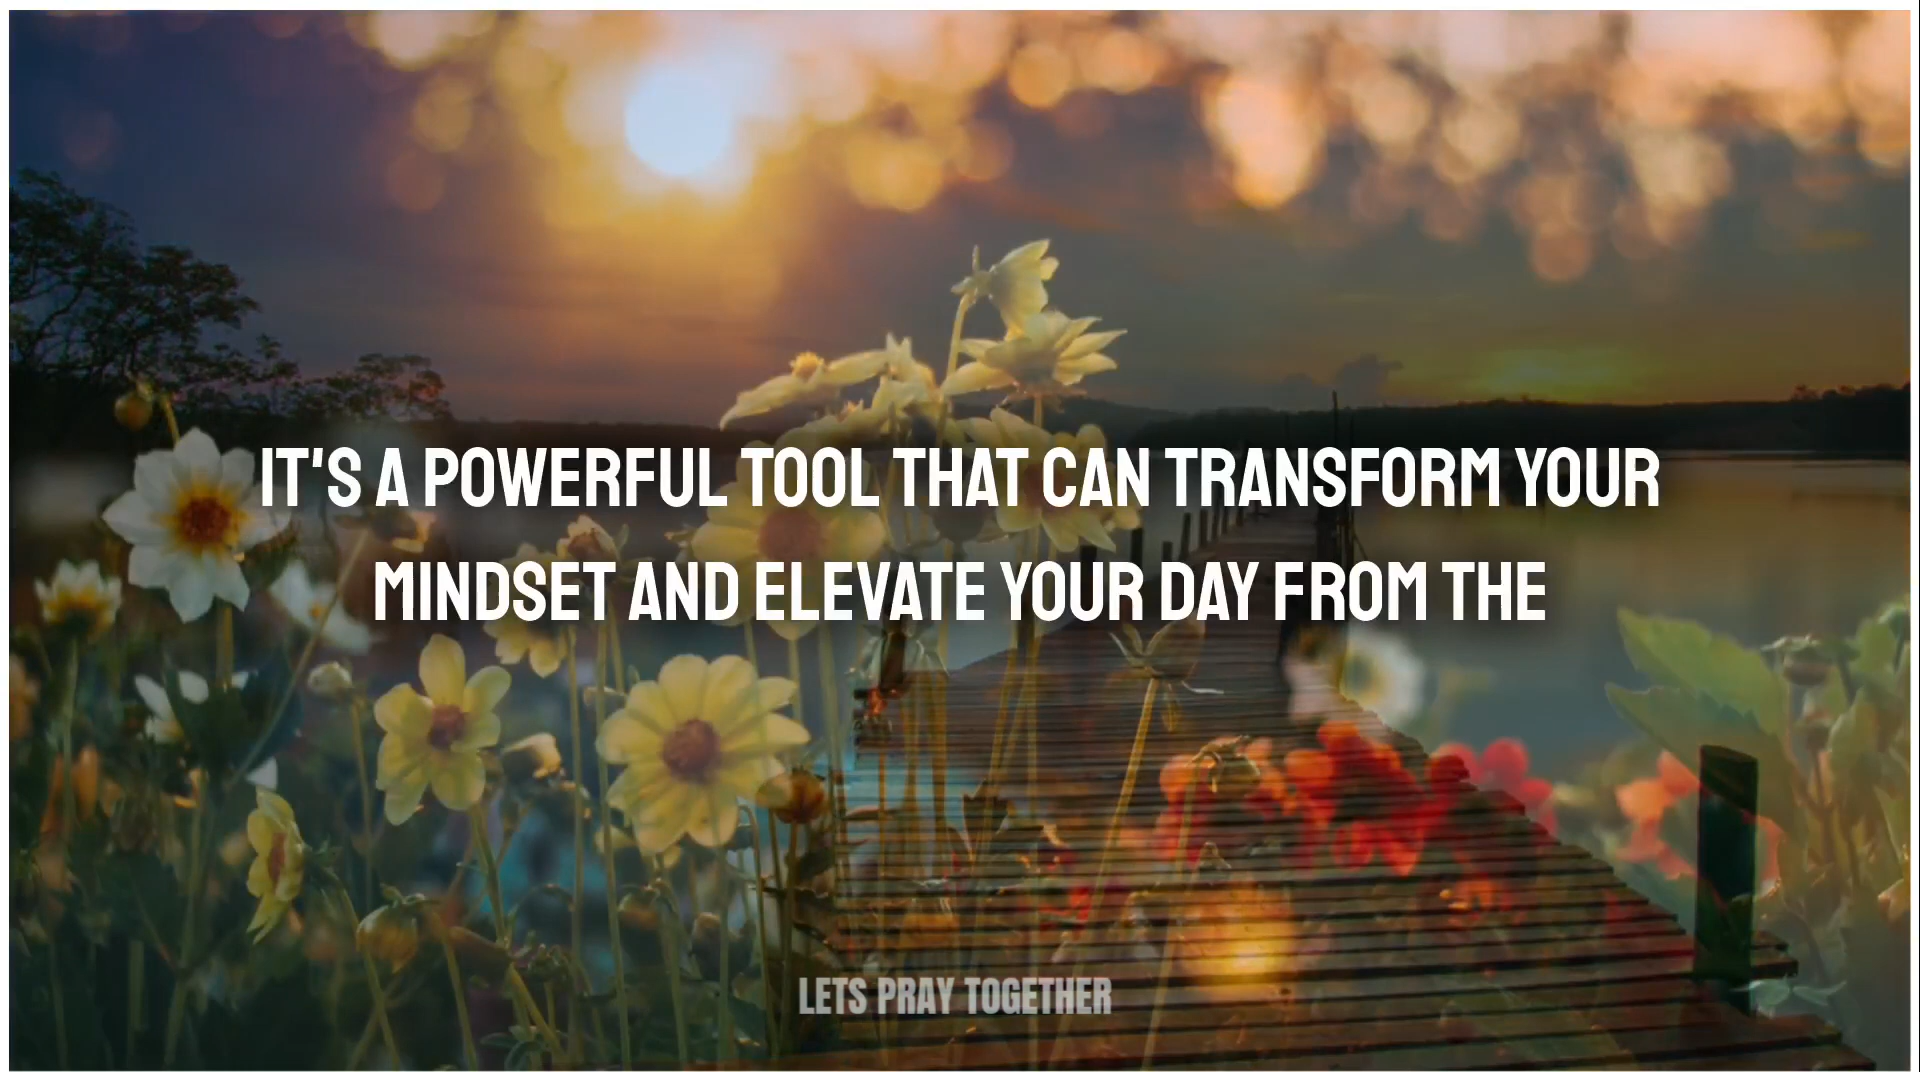 IT'S A POWERFUL TOOL THAT CAN TRANSFORM YOUR
MINDSET AND ELEVATE YOUR DAY FROM THE
LETS PRAY TOGETHER